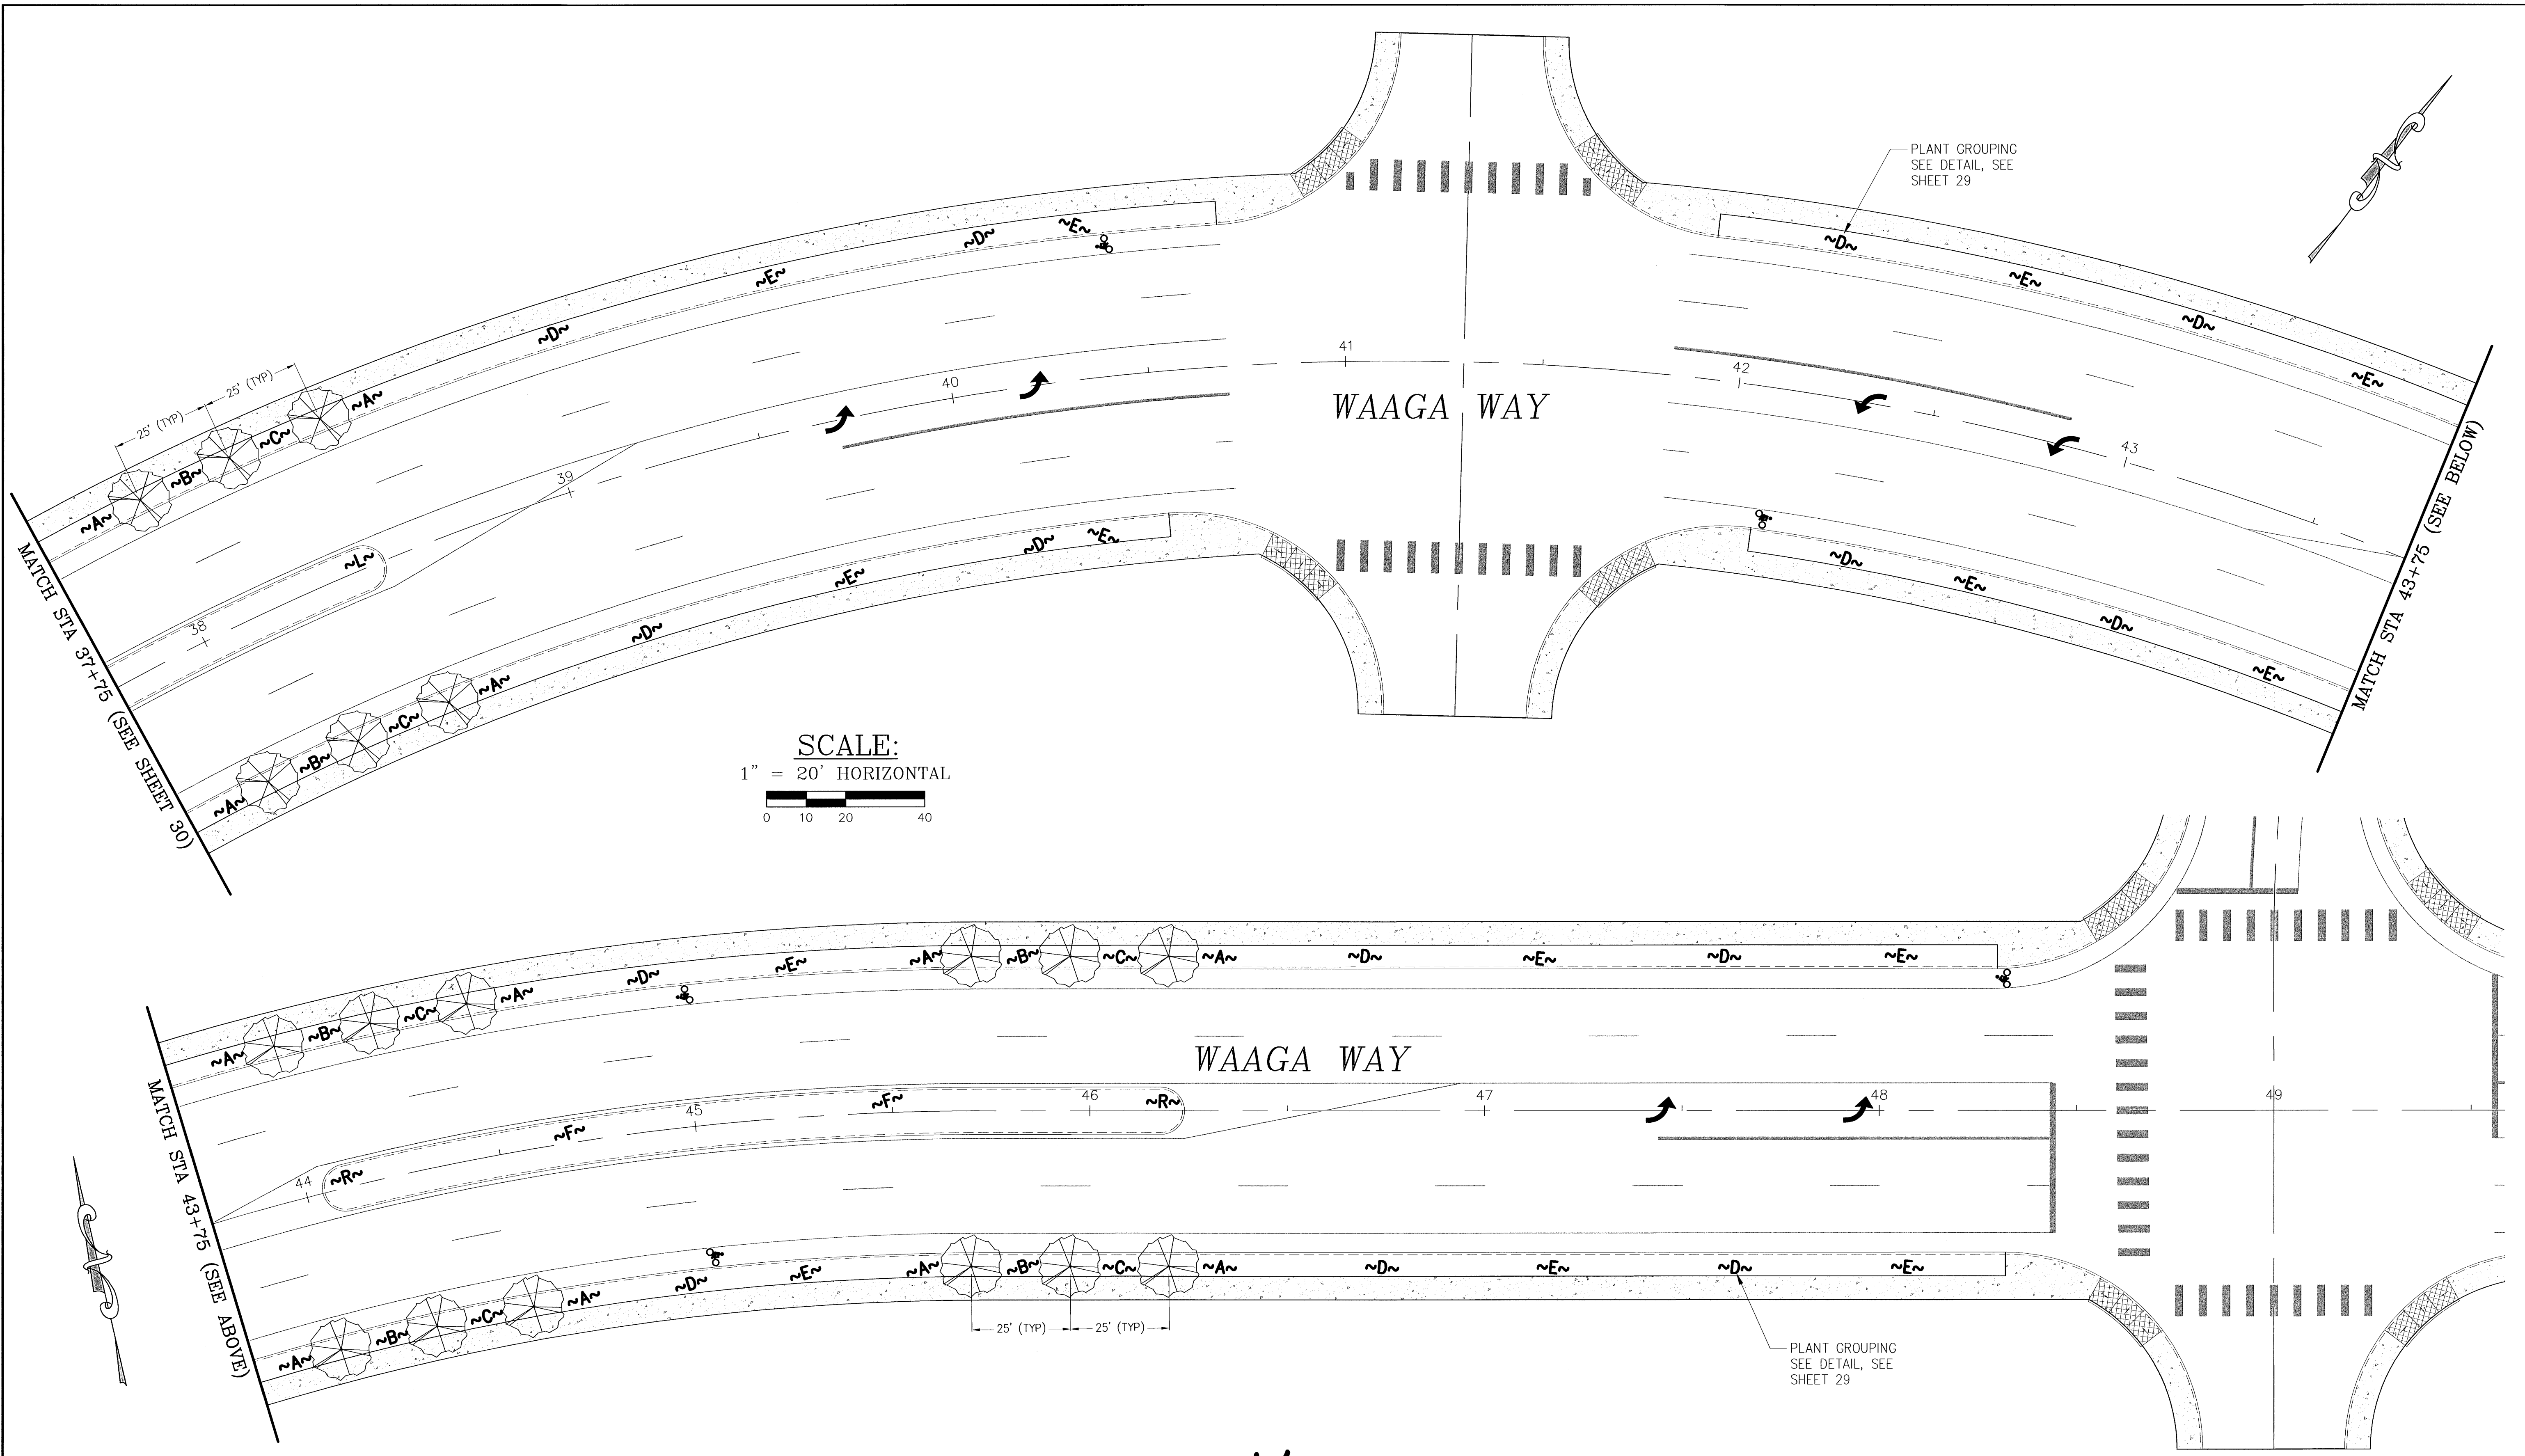 PLANT GROUPING
SEE DETAIL, SEE
SHEET 29
41
42
43
40
39
38
WAAGA WAY
25' (TYP)
25' (TYP)
~A~
~B~
~C~
~A~
~D~
~E~
~D~
~E~
~D~
~E~
~D~
~E~
~L~
~A~
~B~
~C~
~A~
~D~
~E~
~D~
~E~
~D~
~E~
~D~
~E~
MATCH STA 37+75 (SEE SHEET 30)
MATCH STA 43+75 (SEE BELOW)
SCALE:
1" = 20' HORIZONTAL
0 10 20 40
~A~
~B~
~C~
~A~
~D~
~E~
~A~
~B~
~C~
~A~
~D~
~E~
~D~
~E~
WAAGA WAY
MATCH STA 43+75 (SEE ABOVE)
44
45
46
47
48
49
~R~
~F~
~F~
~R~
~A~
~B~
~C~
~A~
~D~
~E~
~A~
~B~
~C~
~A~
~D~
~E~
~D~
~E~
25' (TYP)
25' (TYP)
PLANT GROUPING
SEE DETAIL, SEE
SHEET 29